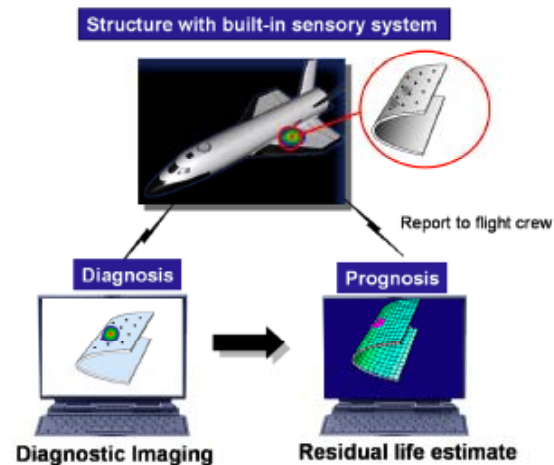 Structure with built-in sensory system
Report to flight crew
Diagnosis
Prognosis
Diagnostic Imaging
Residual life estimate